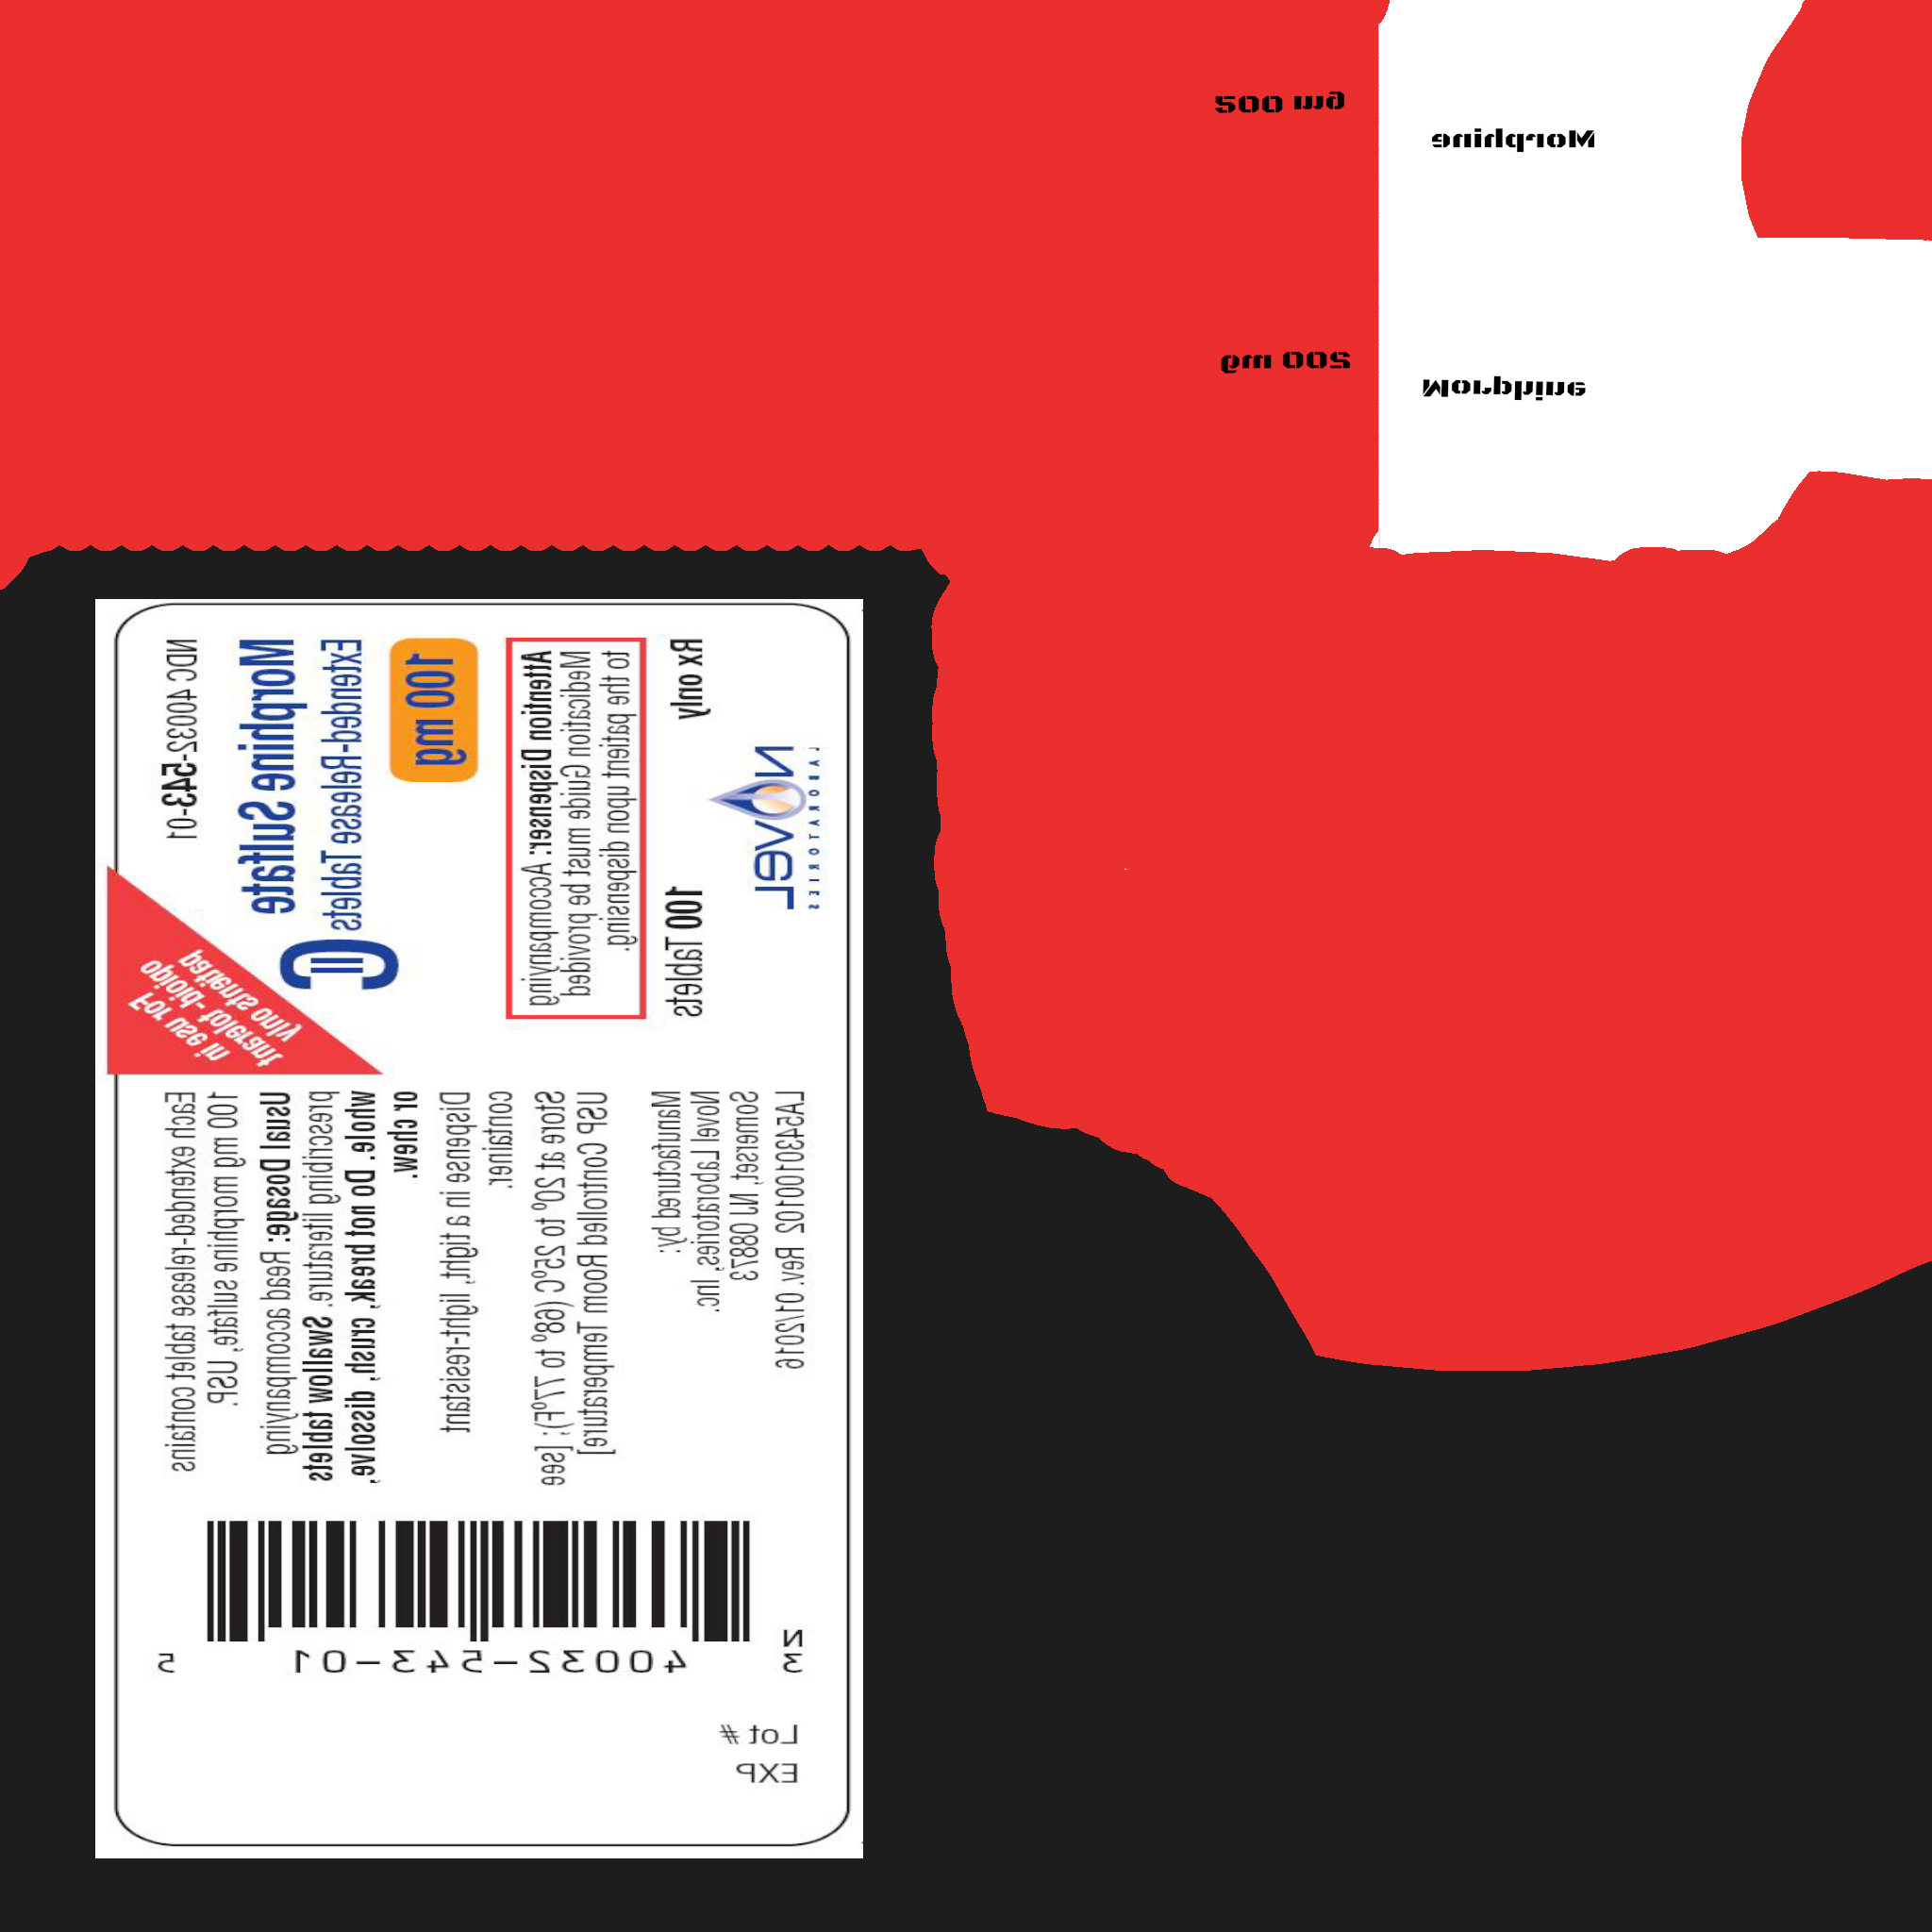 500 mg
Morphine
500 mg
Morphine
NDC 40032-543-01
Morphine Sulfate
Extended-Release Tablets
CII
100 mg
Attention Dispenser: Accompanying
Medication Guide must be provided
to the patient upon dispensing.
Rx only
100 Tablets
NOVEL
LABORATORIES
For use in
opioid-tolerant
patients only
Each extended-release tablet contains
100 mg morphine sulfate, USP.
Usual Dosage: Read accompanying
prescribing literature. Swallow tablets
whole. Do not break, crush, dissolve,
or chew.
Dispense in a tight, light-resistant
container.
Store at 20° to 25°C (68° to 77°F); [see
USP Controlled Room Temperature]
Manufactured by:
Novel Laboratories, Inc.
Somerset, NJ 08873
LA5430100102 Rev. 01/2016
N
3
40032-543-01
5
Lot #
EXP